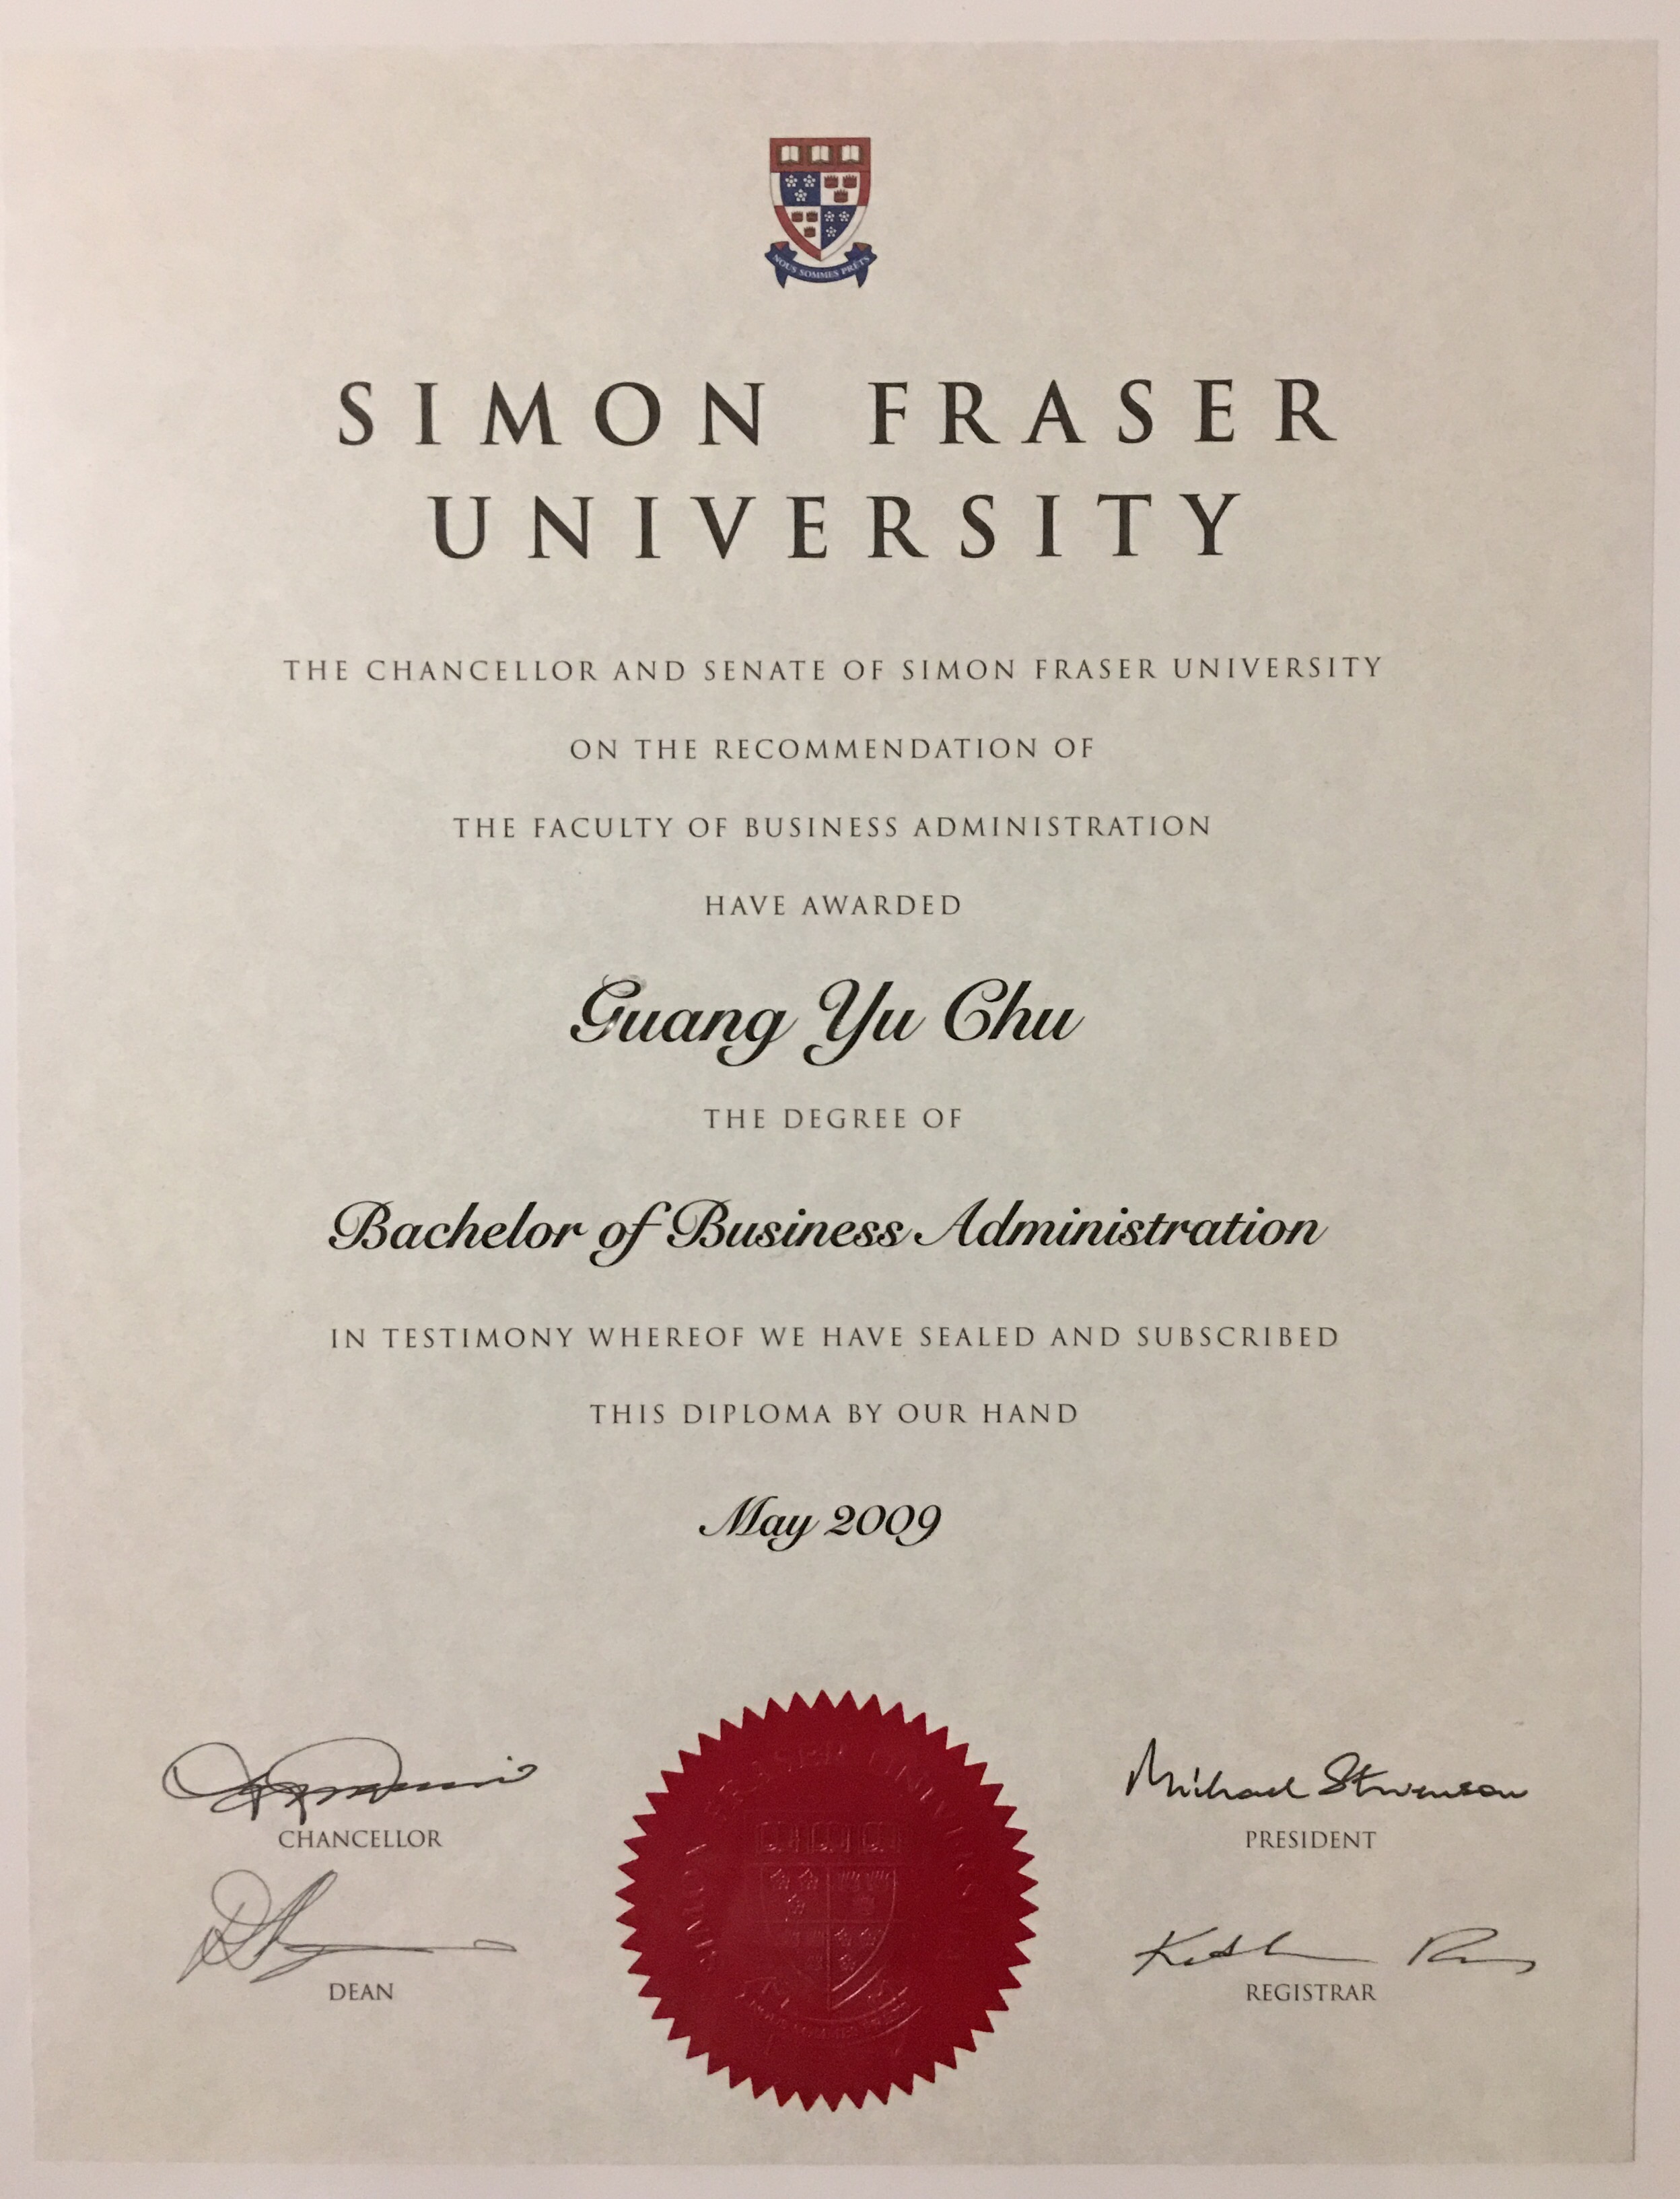 NOUS SOMMES PRÊTS
SIMON FRASER
UNIVERSITY
THE CHANCELLOR AND SENATE OF SIMON FRASER UNIVERSITY
ON THE RECOMMENDATION OF
THE FACULTY OF BUSINESS ADMINISTRATION
HAVE AWARDED
Guang Yu Chu
THE DEGREE OF
Bachelor of Business Administration
IN TESTIMONY WHEREOF WE HAVE SEALED AND SUBSCRIBED
THIS DIPLOMA BY OUR HAND
May 2009
Michael Stevenson
CHANCELLOR
PRESIDENT
DEAN
REGISTRAR